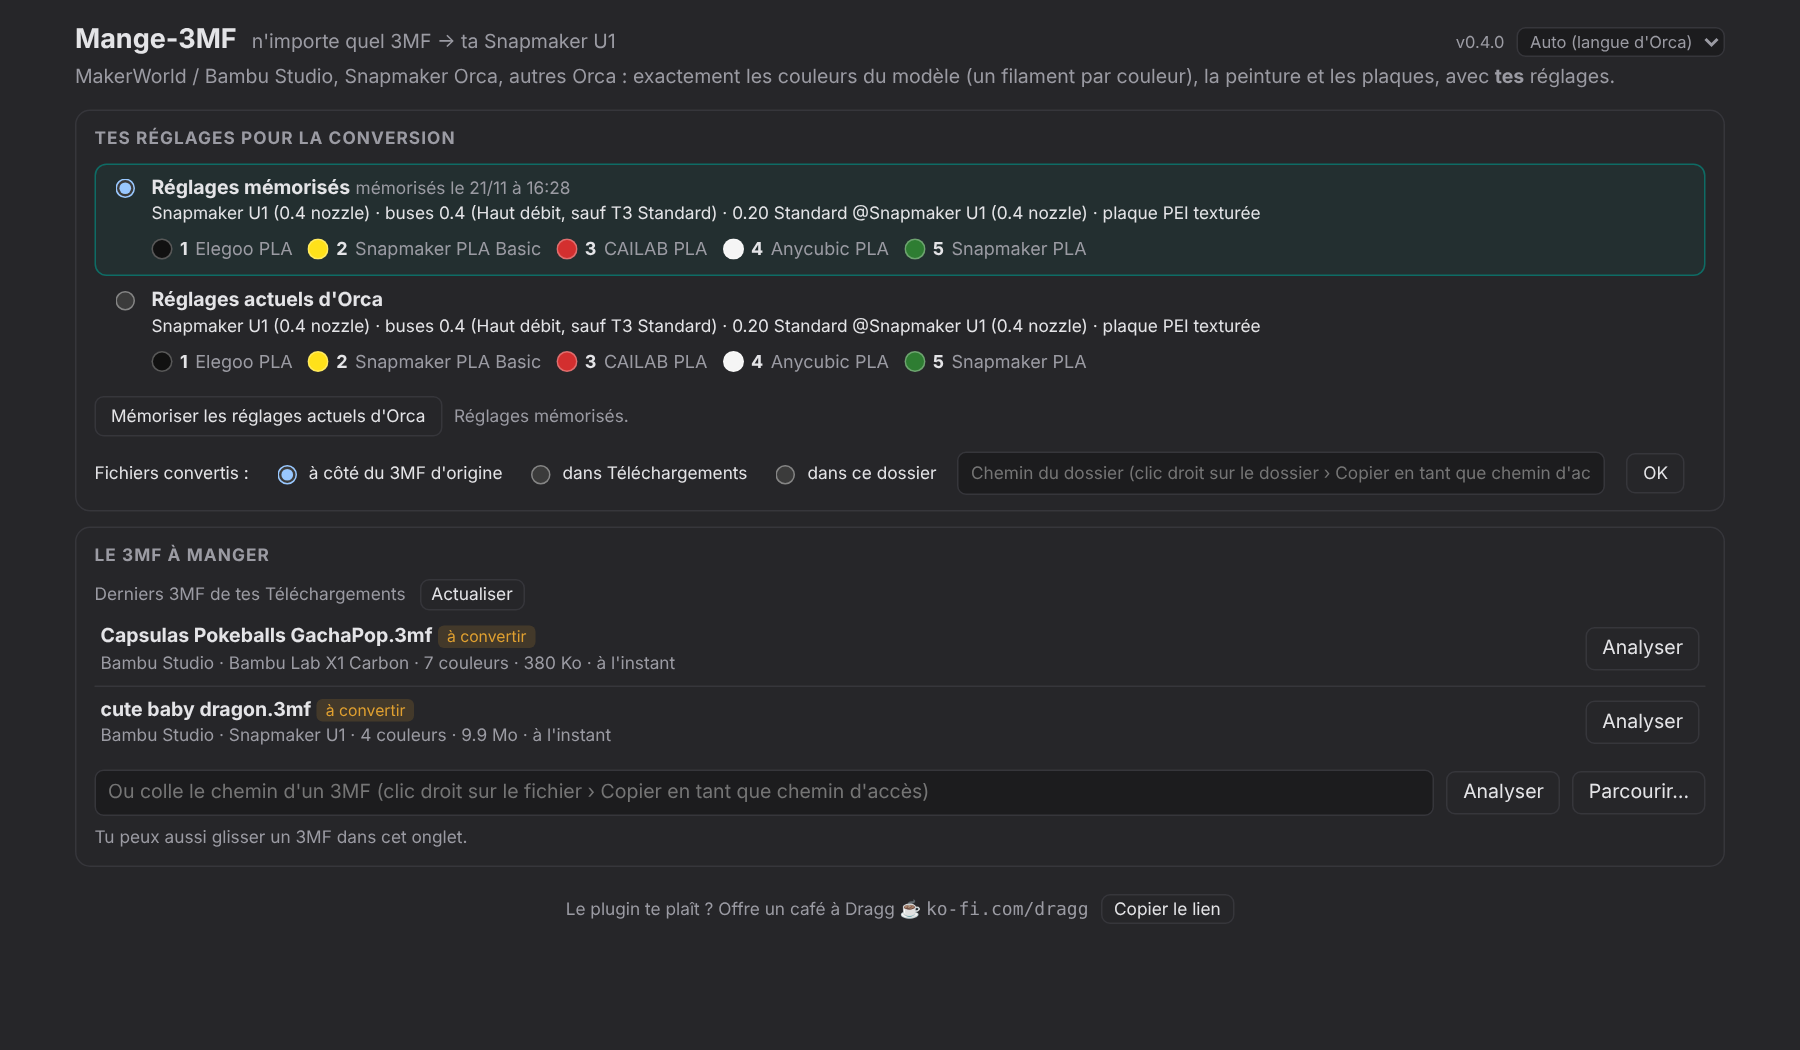 Mange-3MF n'importe quel 3MF → ta Snapmaker U1 v0.4.0 Auto (langue d'Orca)
MakerWorld / Bambu Studio, Snapmaker Orca, autres Orca : exactement les couleurs du modèle (un filament par couleur), la peinture et les plaques, avec tes réglages.
TES RÉGLAGES POUR LA CONVERSION
Réglages mémorisés mémorisés le 21/11 à 16:28
Snapmaker U1 (0.4 nozzle) · buses 0.4 (Haut débit, sauf T3 Standard) · 0.20 Standard @Snapmaker U1 (0.4 nozzle) · plaque PEI texturée
1 Elegoo PLA 2 Snapmaker PLA Basic 3 CAILAB PLA 4 Anycubic PLA 5 Snapmaker PLA
Réglages actuels d'Orca
Snapmaker U1 (0.4 nozzle) · buses 0.4 (Haut débit, sauf T3 Standard) · 0.20 Standard @Snapmaker U1 (0.4 nozzle) · plaque PEI texturée
1 Elegoo PLA 2 Snapmaker PLA Basic 3 CAILAB PLA 4 Anycubic PLA 5 Snapmaker PLA
Mémoriser les réglages actuels d'Orca Réglages mémorisés.
Fichiers convertis : à côté du 3MF d'origine dans Téléchargements dans ce dossier Chemin du dossier (clic droit sur le dossier › Copier en tant que chemin d'ac OK
LE 3MF À MANGER
Derniers 3MF de tes Téléchargements Actualiser
Capsulas Pokeballs GachaPop.3mf à convertir
Bambu Studio · Bambu Lab X1 Carbon · 7 couleurs · 380 Ko · à l'instant
Analyser
cute baby dragon.3mf à convertir
Bambu Studio · Snapmaker U1 · 4 couleurs · 9.9 Mo · à l'instant
Analyser
Ou colle le chemin d'un 3MF (clic droit sur le fichier › Copier en tant que chemin d'accès) Analyser Parcourir…
Tu peux aussi glisser un 3MF dans cet onglet.
Le plugin te plaît ? Offre un café à Dragg ☕ ko-fi.com/dragg Copier le lien